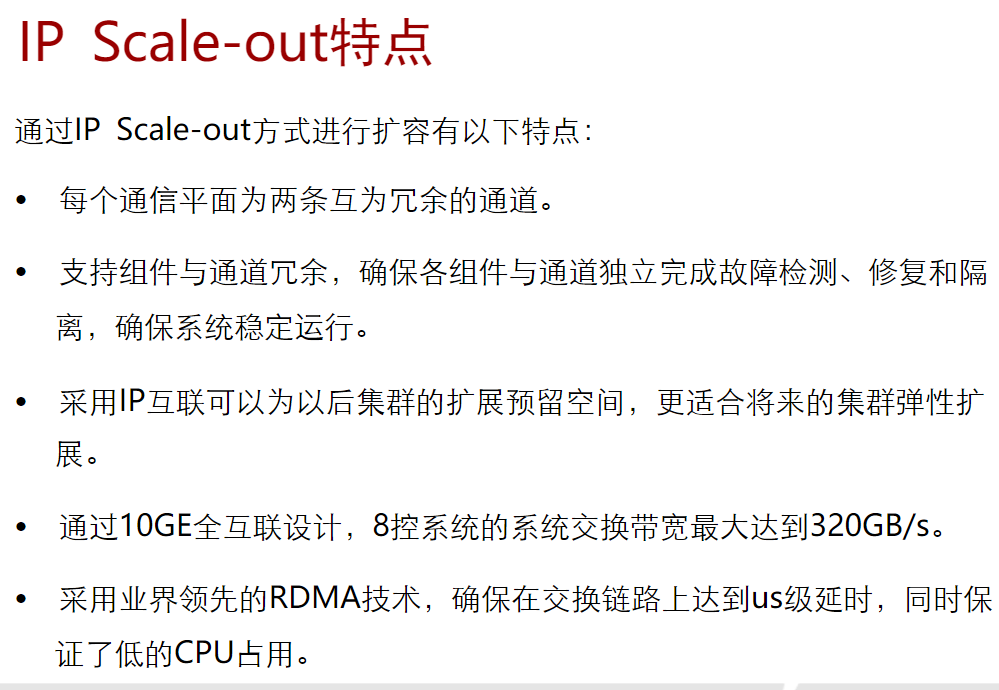 IP Scale-out特点
通过IP Scale-out方式进行扩容有以下特点：
• 每个通信平面为两条互为冗余的通道。
• 支持组件与通道冗余，确保各组件与通道独立完成故障检测、修复和隔
离，确保系统稳定运行。
• 采用IP互联可以为以后集群的扩展预留空间，更适合将来的集群弹性扩
展。
• 通过10GE全互联设计，8控系统的系统交换带宽最大达到320GB/s。
• 采用业界领先的RDMA技术，确保在交换链路上达到us级延时，同时保
证了低的CPU占用。